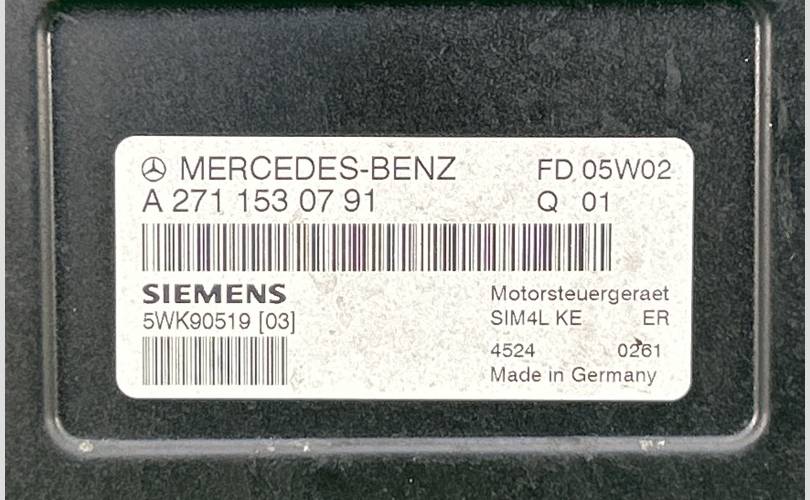 MERCEDES-BENZ FD 05W02
A 271 153 07 91 Q 01
SIEMENS Motorsteuergeraet
5WK90519 [03] SIM4L KE ER
4524 0261
Made in Germany